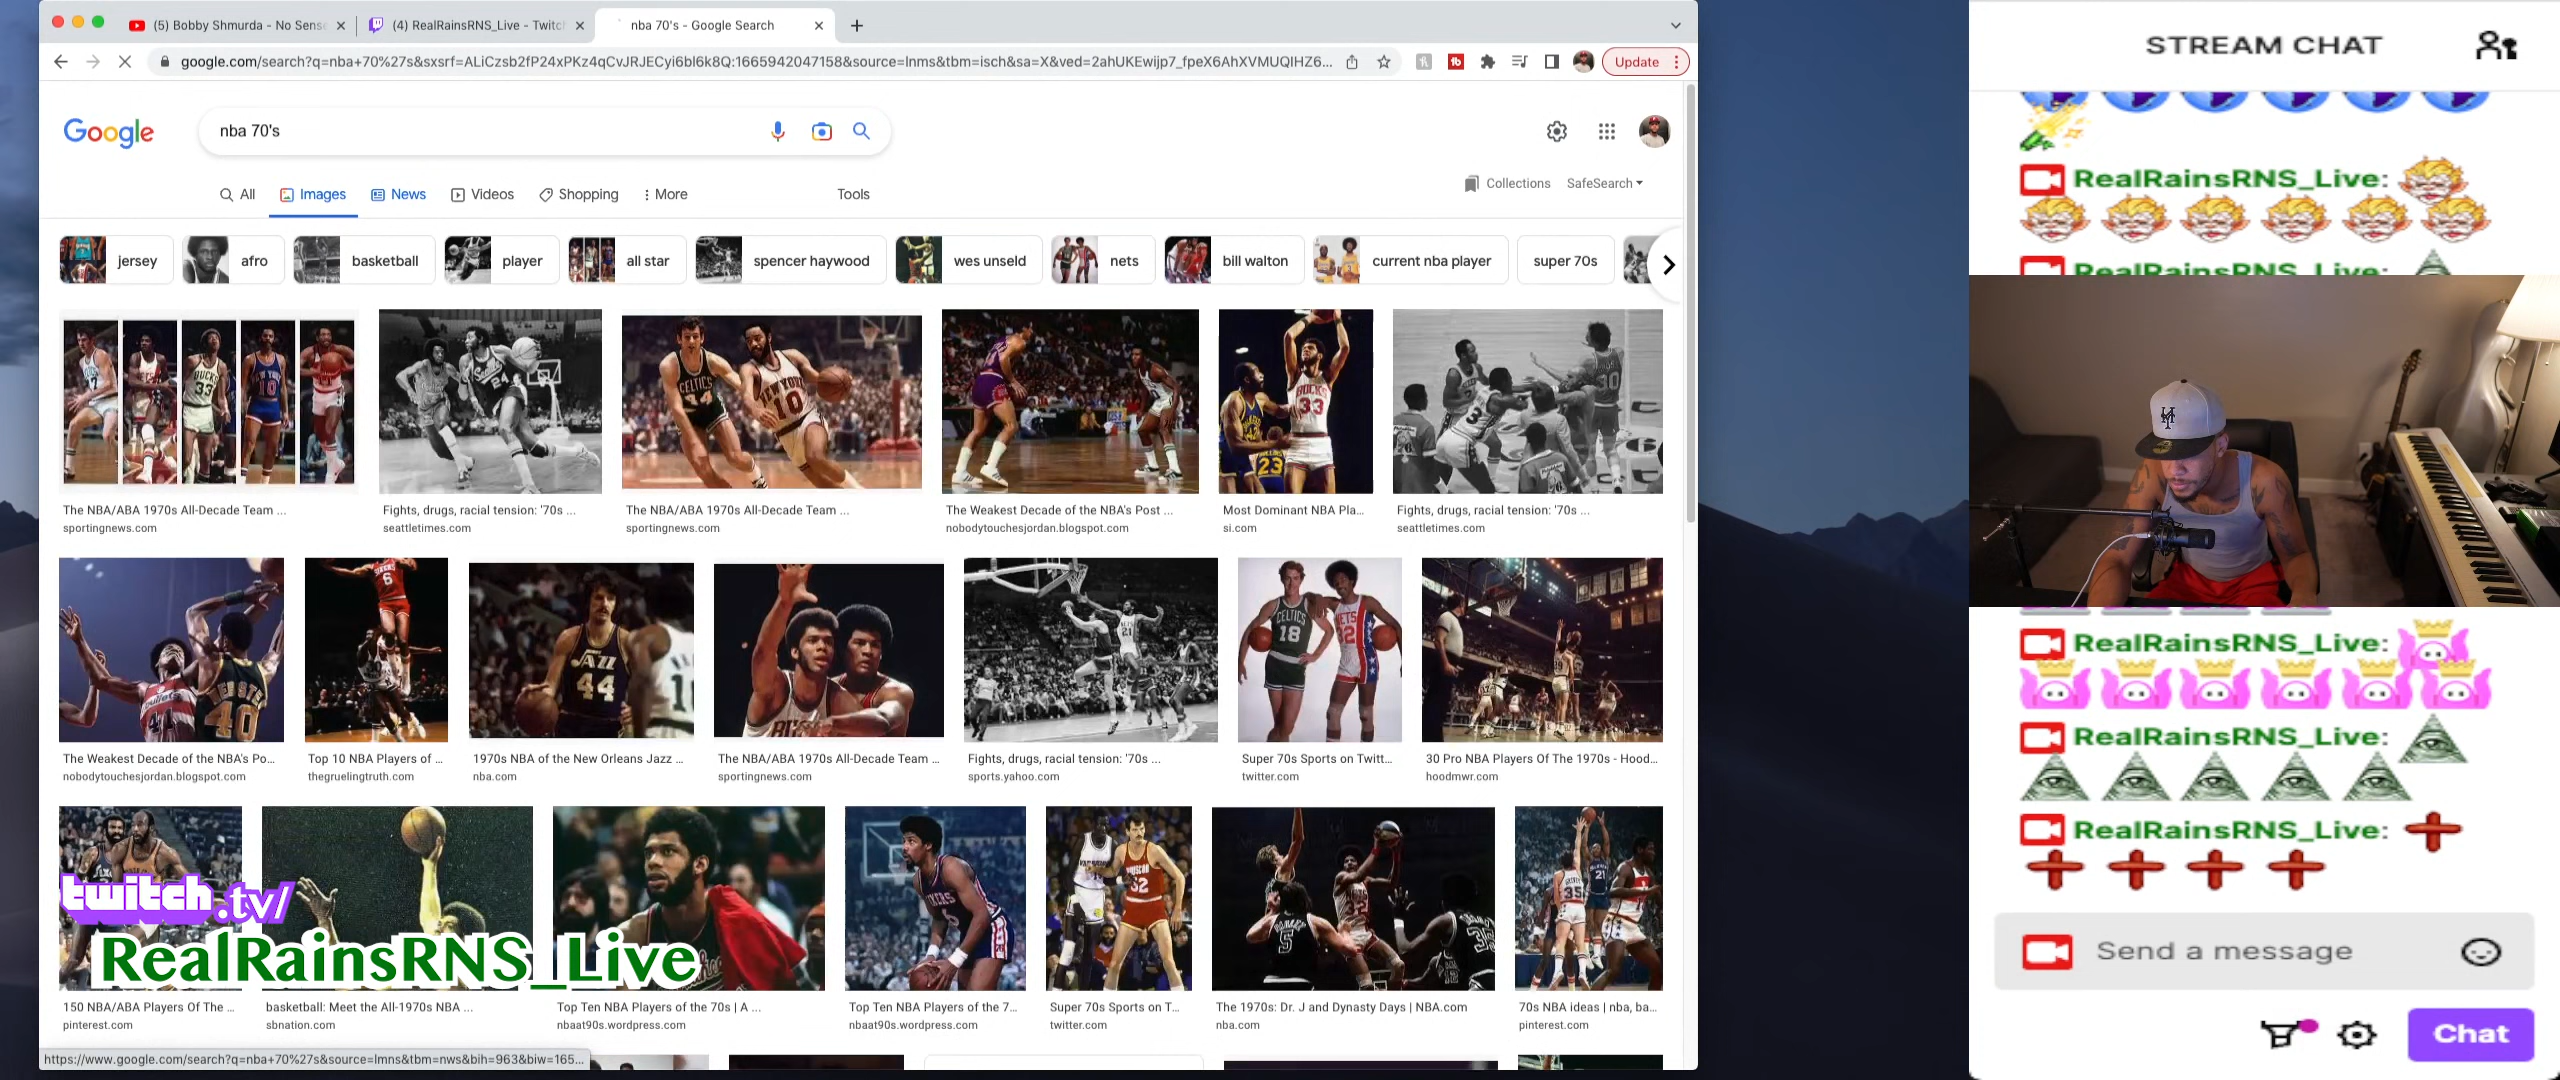 (5) Bobby Shmurda - No Sens
(4) RealRainsRNS_Live - Twitch
nba 70's - Google Search
google.com/search?q=nba+70%27s&sxsrf=ALiCzsb2fP24xPKz4qCvJRJECyi6bl6k8Q:1665942047158&source=lnms&tbm=isch&sa=X&ved=2ahUKEwijp7_fpeX6AhXVMUQIHZ6...
Update
Google
nba 70's
All Images News Videos Shopping More Tools
Collections SafeSearch
jersey afro basketball player all star spencer haywood wes unseld nets bill walton current nba player super 70s
The NBA/ABA 1970s All-Decade Team ...
sportingnews.com
Fights, drugs, racial tension: '70s ...
seattletimes.com
The NBA/ABA 1970s All-Decade Team ...
sportingnews.com
The Weakest Decade of the NBA's Post ...
nobodytouchesjordan.blogspot.com
Most Dominant NBA Pla...
si.com
Fights, drugs, racial tension: '70s ...
seattletimes.com
The Weakest Decade of the NBA's Po...
nobodytouchesjordan.blogspot.com
Top 10 NBA Players of ...
thegruelingtruth.com
1970s NBA of the New Orleans Jazz ...
nba.com
The NBA/ABA 1970s All-Decade Team ...
sportingnews.com
Fights, drugs, racial tension: '70s ...
sports.yahoo.com
Super 70s Sports on Twitt...
twitter.com
30 Pro NBA Players Of The 1970s - Hood...
hoodmwr.com
twitch.tv/
RealRainsRNS_Live
150 NBA/ABA Players Of The ...
pinterest.com
basketball: Meet the All-1970s NBA ...
sbnation.com
Top Ten NBA Players of the 70s | A ...
nbaat90s.wordpress.com
Top Ten NBA Players of the 7...
nbaat90s.wordpress.com
Super 70s Sports on T...
twitter.com
The 1970s: Dr. J and Dynasty Days | NBA.com
nba.com
70s NBA ideas | nba, ba...
pinterest.com
https://www.google.com/search?q=nba+70%27s&source=lmns&tbm=nws&bih=963&biw=165...
STREAM CHAT
RealRainsRNS_Live:
RealRainsRNS_Live:
RealRainsRNS_Live:
RealRainsRNS_Live:
RealRainsRNS_Live:
Send a message
Chat